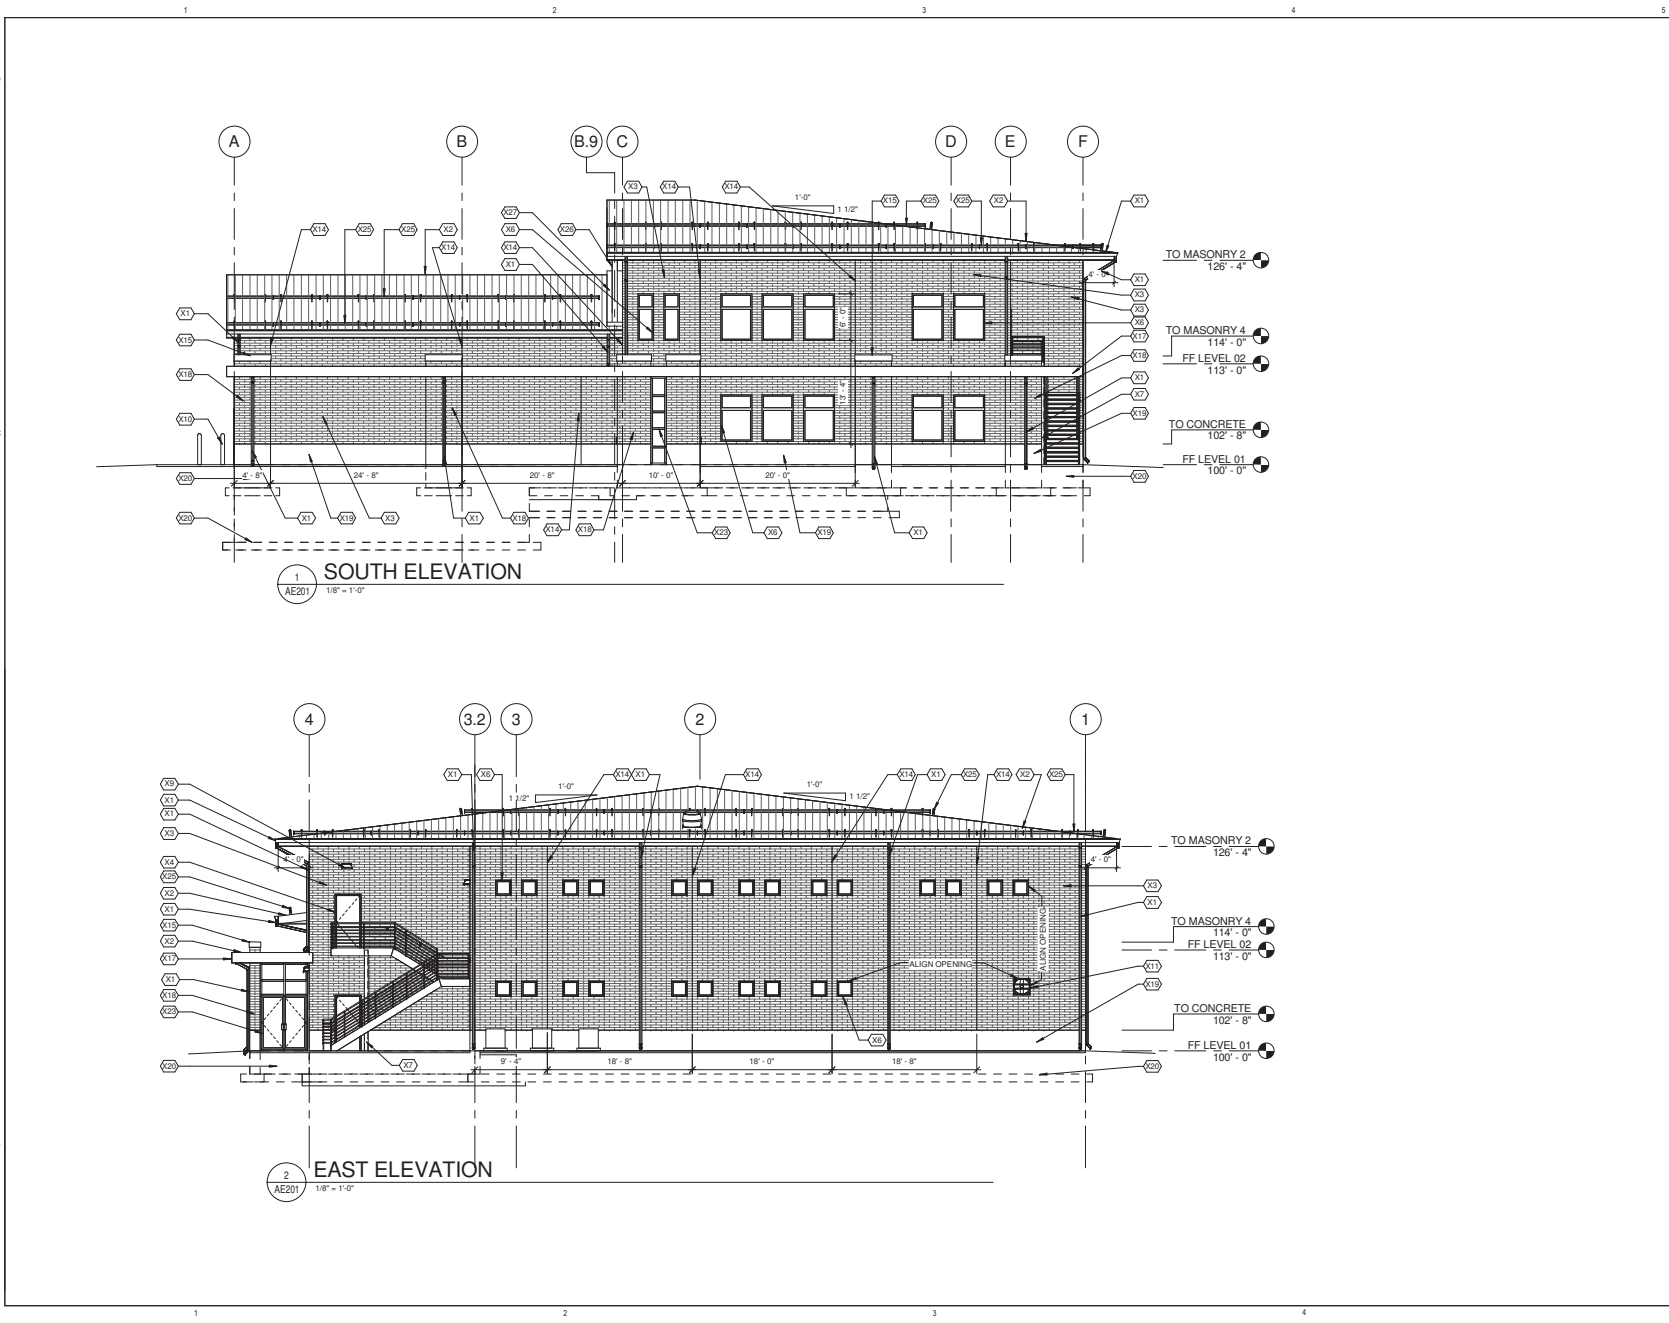 1 2 3 4 5
A B B.9 C D E F
X3 X14 X14 1'-0" X15 X25 X25 X2 X1
1 1/2"
X14 X25 X25 X2 X27
X6 X26
X14 X14
X1
TO MASONRY 2
126' - 4"
4' - 0"
X1
X3
X3
X1 6' - 0" X6
TO MASONRY 4
114' - 0"
X15 X17
X18
FF LEVEL 02
113' - 0"
X18 X1
13' - 4" X7
X10 X19
TO CONCRETE
102' - 8"
FF LEVEL 01
100' - 0"
X20 4' - 8" 24' - 8" 20' - 8" 10' - 0" 20' - 0" X20
X20 X1 X19 X3 X1 X18 X14 X18 X23 X6 X19 X1
1
AE201
SOUTH ELEVATION
1/8" = 1'-0"
4 3.2 3 2 1
X9 X1 X6 X14 X1 X14 X14 X1 X25 X14 X2 X25
1'-0" 1'-0"
1 1/2" 1 1/2"
X1
X1
X3
TO MASONRY 2
126' - 4"
4' - 0" 4' - 0"
X4
X25 X3
X2 X1
X1
X15
TO MASONRY 4
114' - 0"
X2
FF LEVEL 02
113' - 0"
X17
ALIGN OPENING
ALIGN OPENING
X11
X1 X19
X18
X23
TO CONCRETE
102' - 8"
X6
FF LEVEL 01
100' - 0"
X20 X7 9' - 4" 18' - 8" 18' - 0" 18' - 8" X20
2
AE201
EAST ELEVATION
1/8" = 1'-0"
1 2 3 4